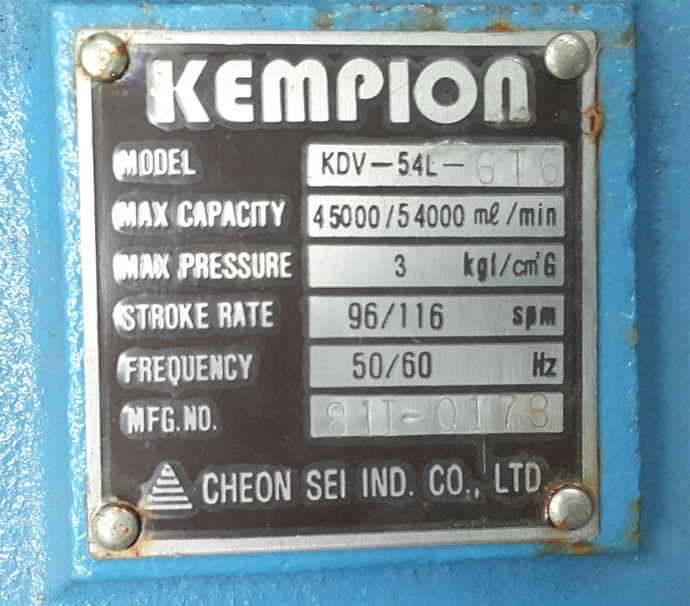 KEMPION
MODEL KDV-54L-6T6
MAX CAPACITY 45000/54000 ml/min
MAX PRESSURE 3 kgf/cm²G
STROKE RATE 96/116 spm
FREQUENCY 50/60 Hz
MFG.NO. 81I-0178
CHEON SEI IND. CO., LTD